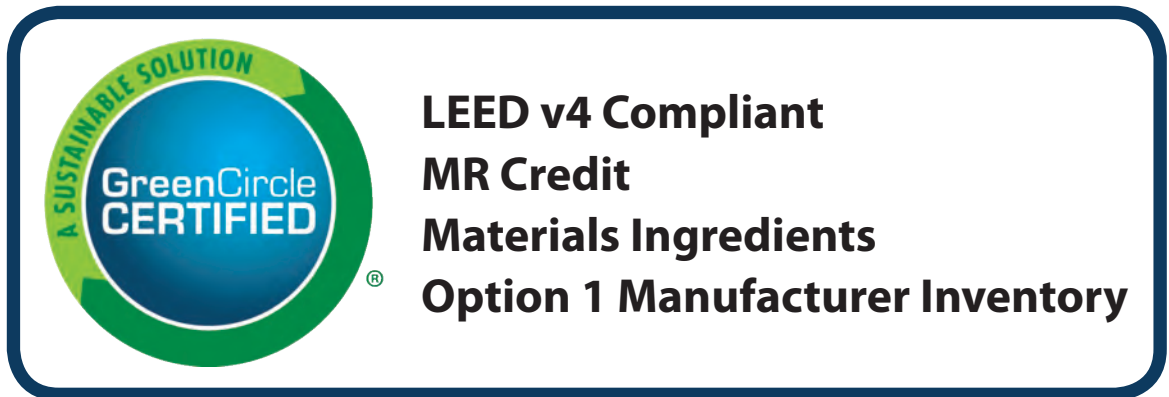 A SUSTAINABLE SOLUTION
GreenCircle
CERTIFIED
®
LEED v4 Compliant
MR Credit
Materials Ingredients
Option 1 Manufacturer Inventory